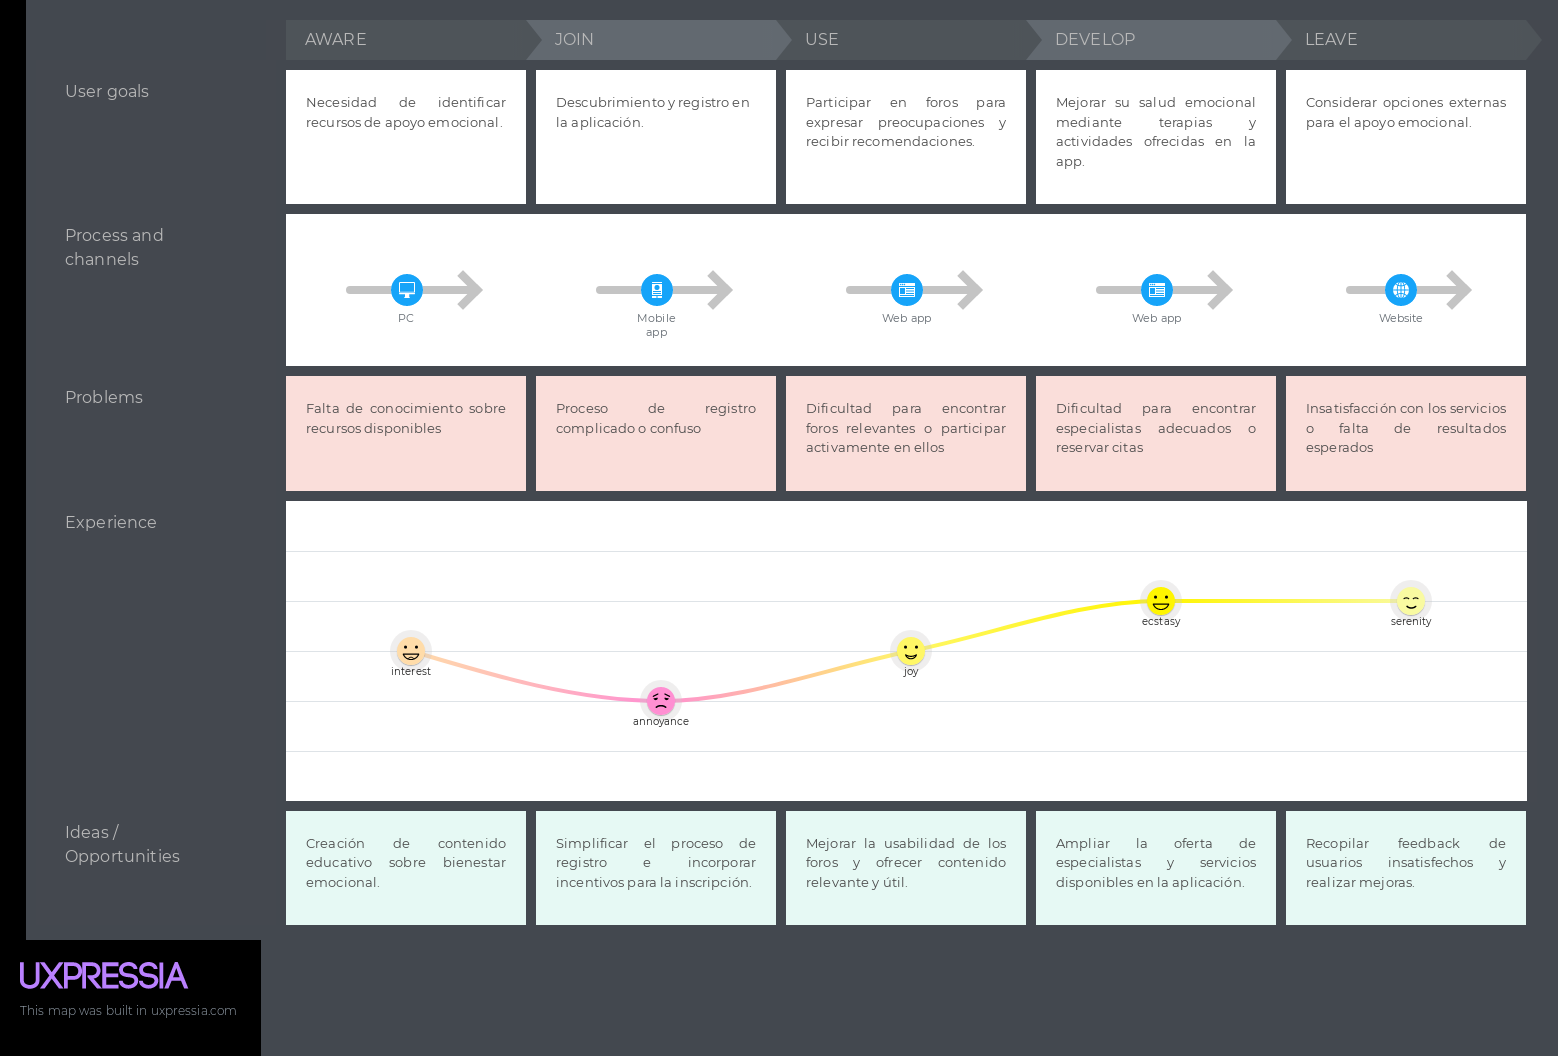 AWARE
JOIN
USE
DEVELOP
LEAVE
User goals
Necesidad de identificar
recursos de apoyo emocional.
Descubrimiento y registro en
la aplicación.
Participar en foros para
expresar preocupaciones y
recibir recomendaciones.
Mejorar su salud emocional
mediante terapias y
actividades ofrecidas en la
app.
Considerar opciones externas
para el apoyo emocional.
Process and
channels
PC
Mobile
app
Web app
Web app
Website
Problems
Falta de conocimiento sobre
recursos disponibles
Proceso de registro
complicado o confuso
Dificultad para encontrar
foros relevantes o participar
activamente en ellos
Dificultad para encontrar
especialistas adecuados o
reservar citas
Insatisfacción con los servicios
o falta de resultados
esperados
Experience
interest
annoyance
joy
ecstasy
serenity
Ideas /
Opportunities
Creación de contenido
educativo sobre bienestar
emocional.
Simplificar el proceso de
registro e incorporar
incentivos para la inscripción.
Mejorar la usabilidad de los
foros y ofrecer contenido
relevante y útil.
Ampliar la oferta de
especialistas y servicios
disponibles en la aplicación.
Recopilar feedback de
usuarios insatisfechos y
realizar mejoras.
UXPRESSIA
This map was built in uxpressia.com